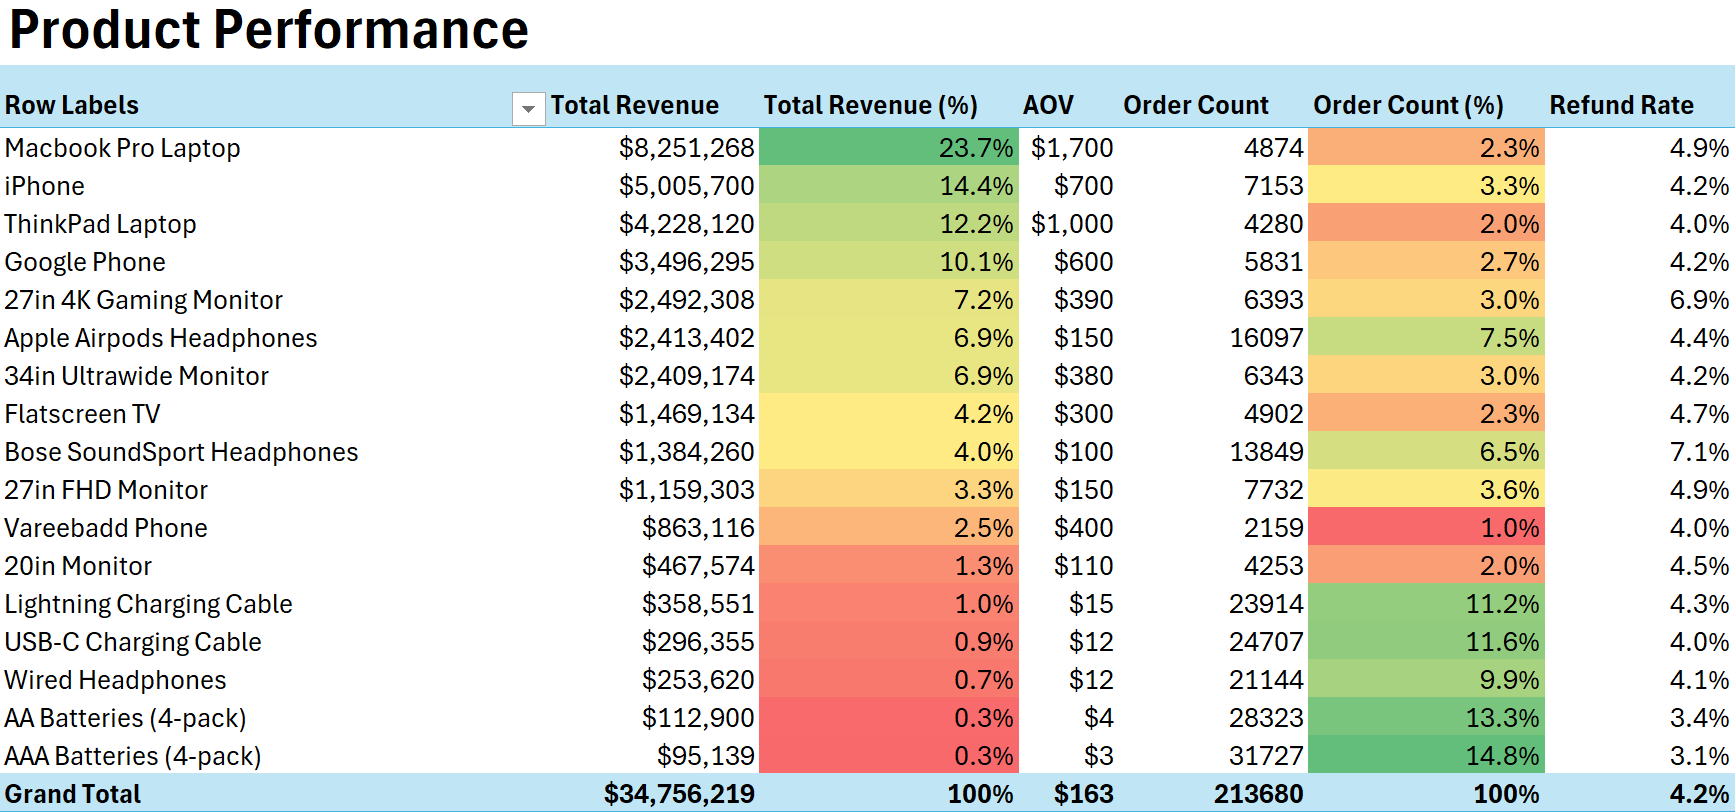 Product Performance
Row Labels Total Revenue Total Revenue (%) AOV Order Count Order Count (%) Refund Rate
Macbook Pro Laptop $8,251,268 23.7% $1,700 4874 2.3% 4.9%
iPhone $5,005,700 14.4% $700 7153 3.3% 4.2%
ThinkPad Laptop $4,228,120 12.2% $1,000 4280 2.0% 4.0%
Google Phone $3,496,295 10.1% $600 5831 2.7% 4.2%
27in 4K Gaming Monitor $2,492,308 7.2% $390 6393 3.0% 6.9%
Apple Airpods Headphones $2,413,402 6.9% $150 16097 7.5% 4.4%
34in Ultrawide Monitor $2,409,174 6.9% $380 6343 3.0% 4.2%
Flatscreen TV $1,469,134 4.2% $300 4902 2.3% 4.7%
Bose SoundSport Headphones $1,384,260 4.0% $100 13849 6.5% 7.1%
27in FHD Monitor $1,159,303 3.3% $150 7732 3.6% 4.9%
Vareebadd Phone $863,116 2.5% $400 2159 1.0% 4.0%
20in Monitor $467,574 1.3% $110 4253 2.0% 4.5%
Lightning Charging Cable $358,551 1.0% $15 23914 11.2% 4.3%
USB-C Charging Cable $296,355 0.9% $12 24707 11.6% 4.0%
Wired Headphones $253,620 0.7% $12 21144 9.9% 4.1%
AA Batteries (4-pack) $112,900 0.3% $4 28323 13.3% 3.4%
AAA Batteries (4-pack) $95,139 0.3% $3 31727 14.8% 3.1%
Grand Total $34,756,219 100% $163 213680 100% 4.2%